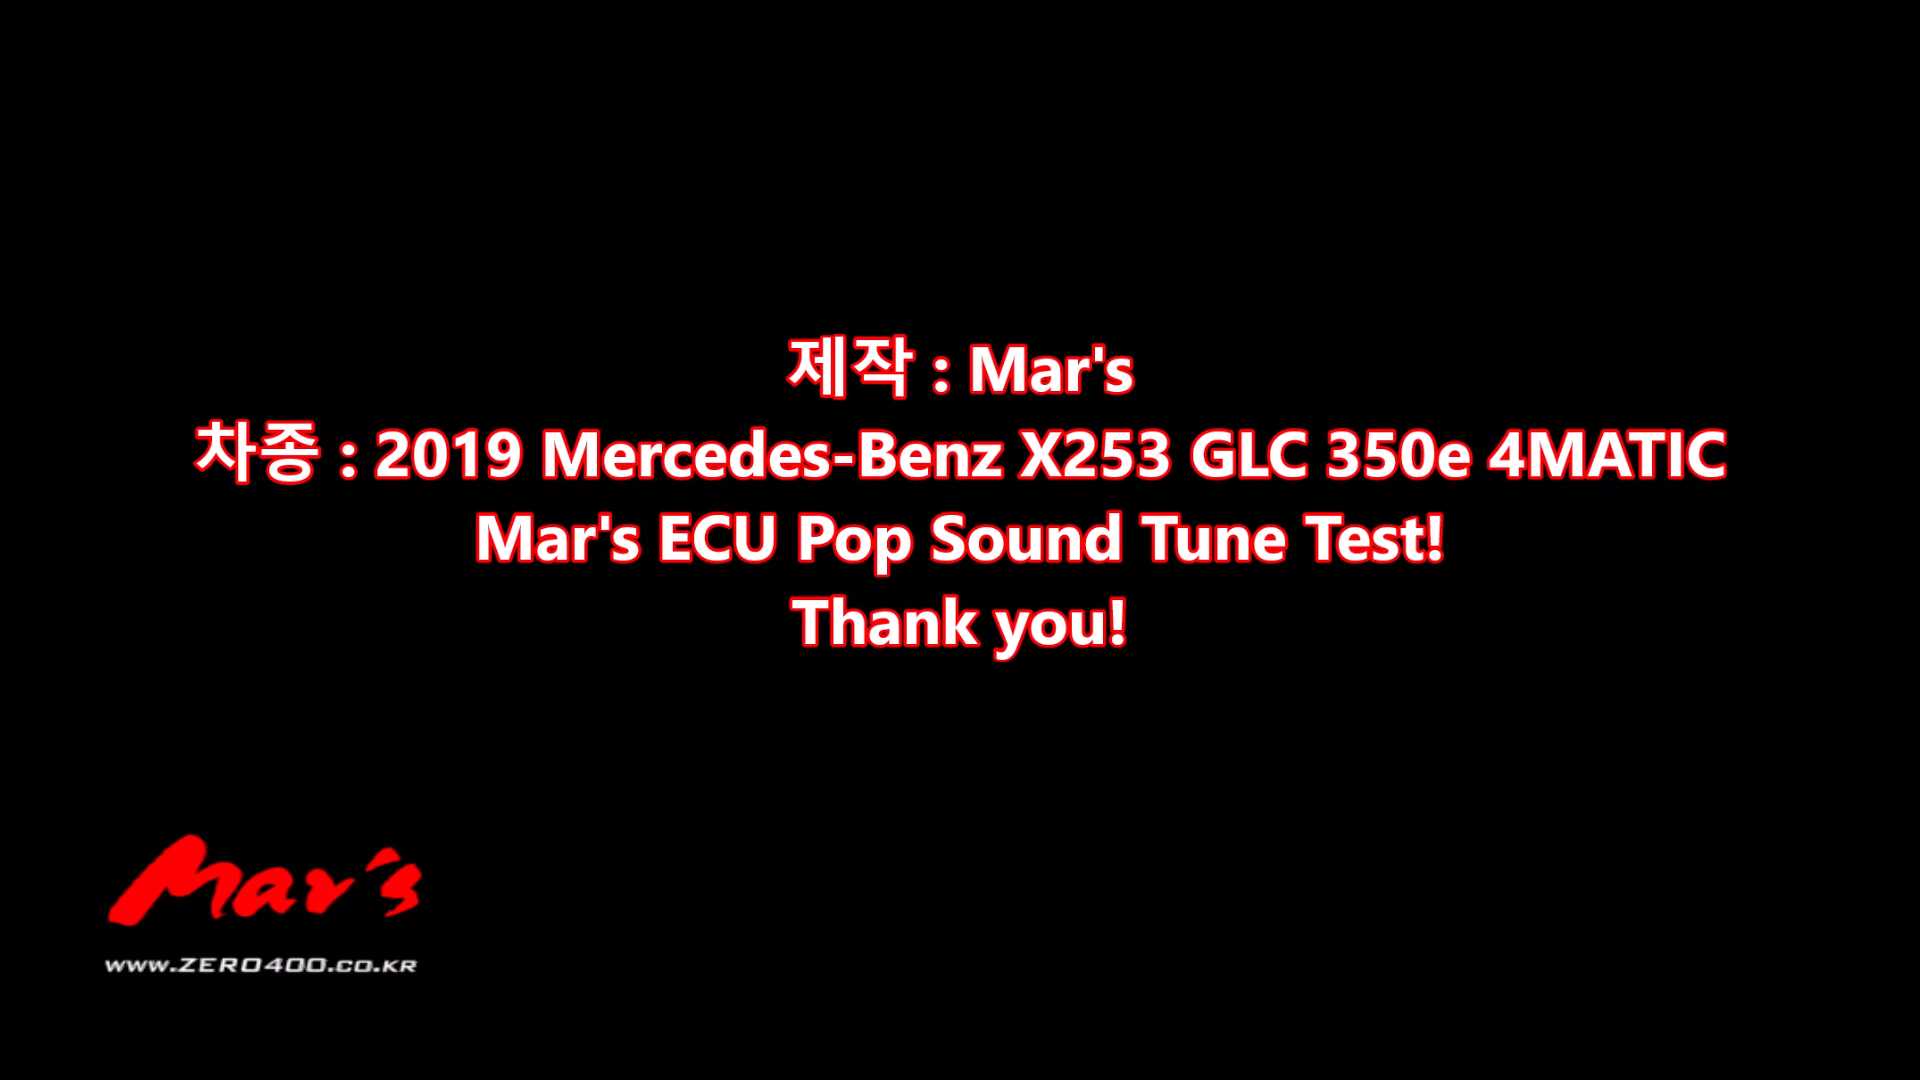 제작 : Mar's
차종 : 2019 Mercedes-Benz X253 GLC 350e 4MATIC
Mar's ECU Pop Sound Tune Test!
Thank you!
Mar's
www.ZERO400.co.kr